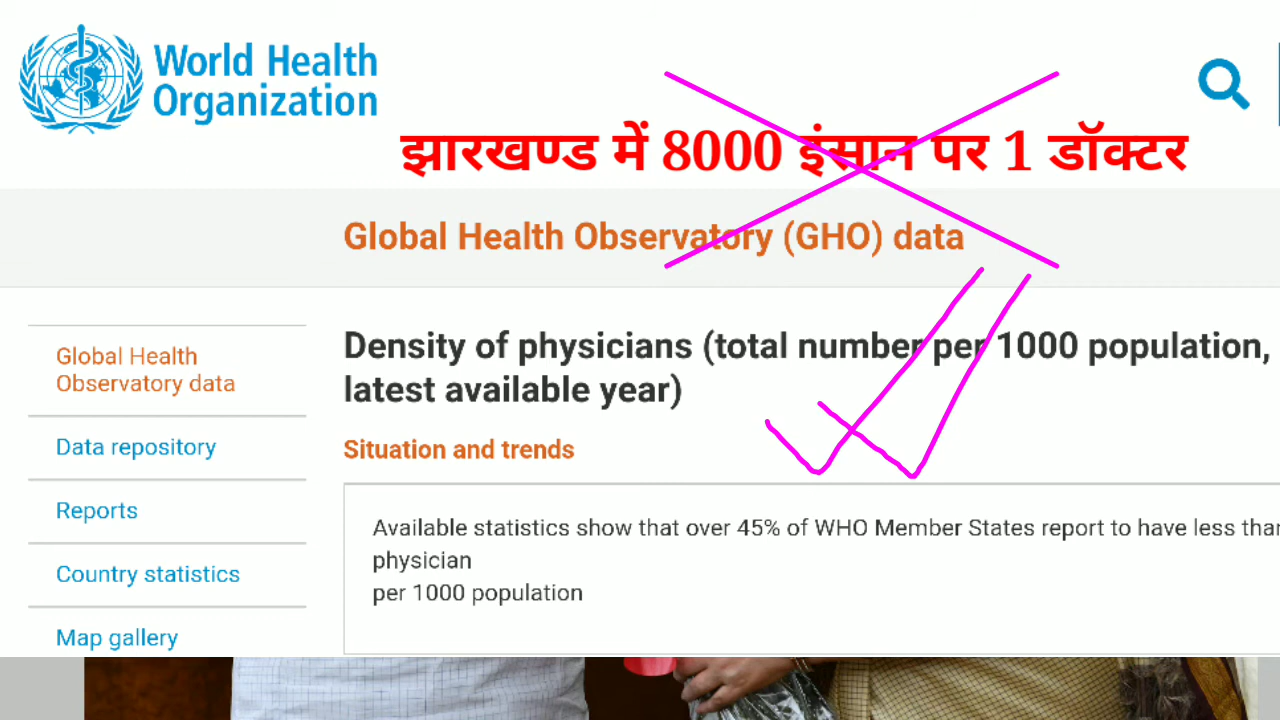 World Health
Organization
झारखण्ड में 8000 इंसान पर 1 डॉक्टर
Global Health Observatory (GHO) data
Global Health
Observatory data
Data repository
Reports
Country statistics
Map gallery
Density of physicians (total number per 1000 population,
latest available year)
Situation and trends
Available statistics show that over 45% of WHO Member States report to have less than
physician
per 1000 population